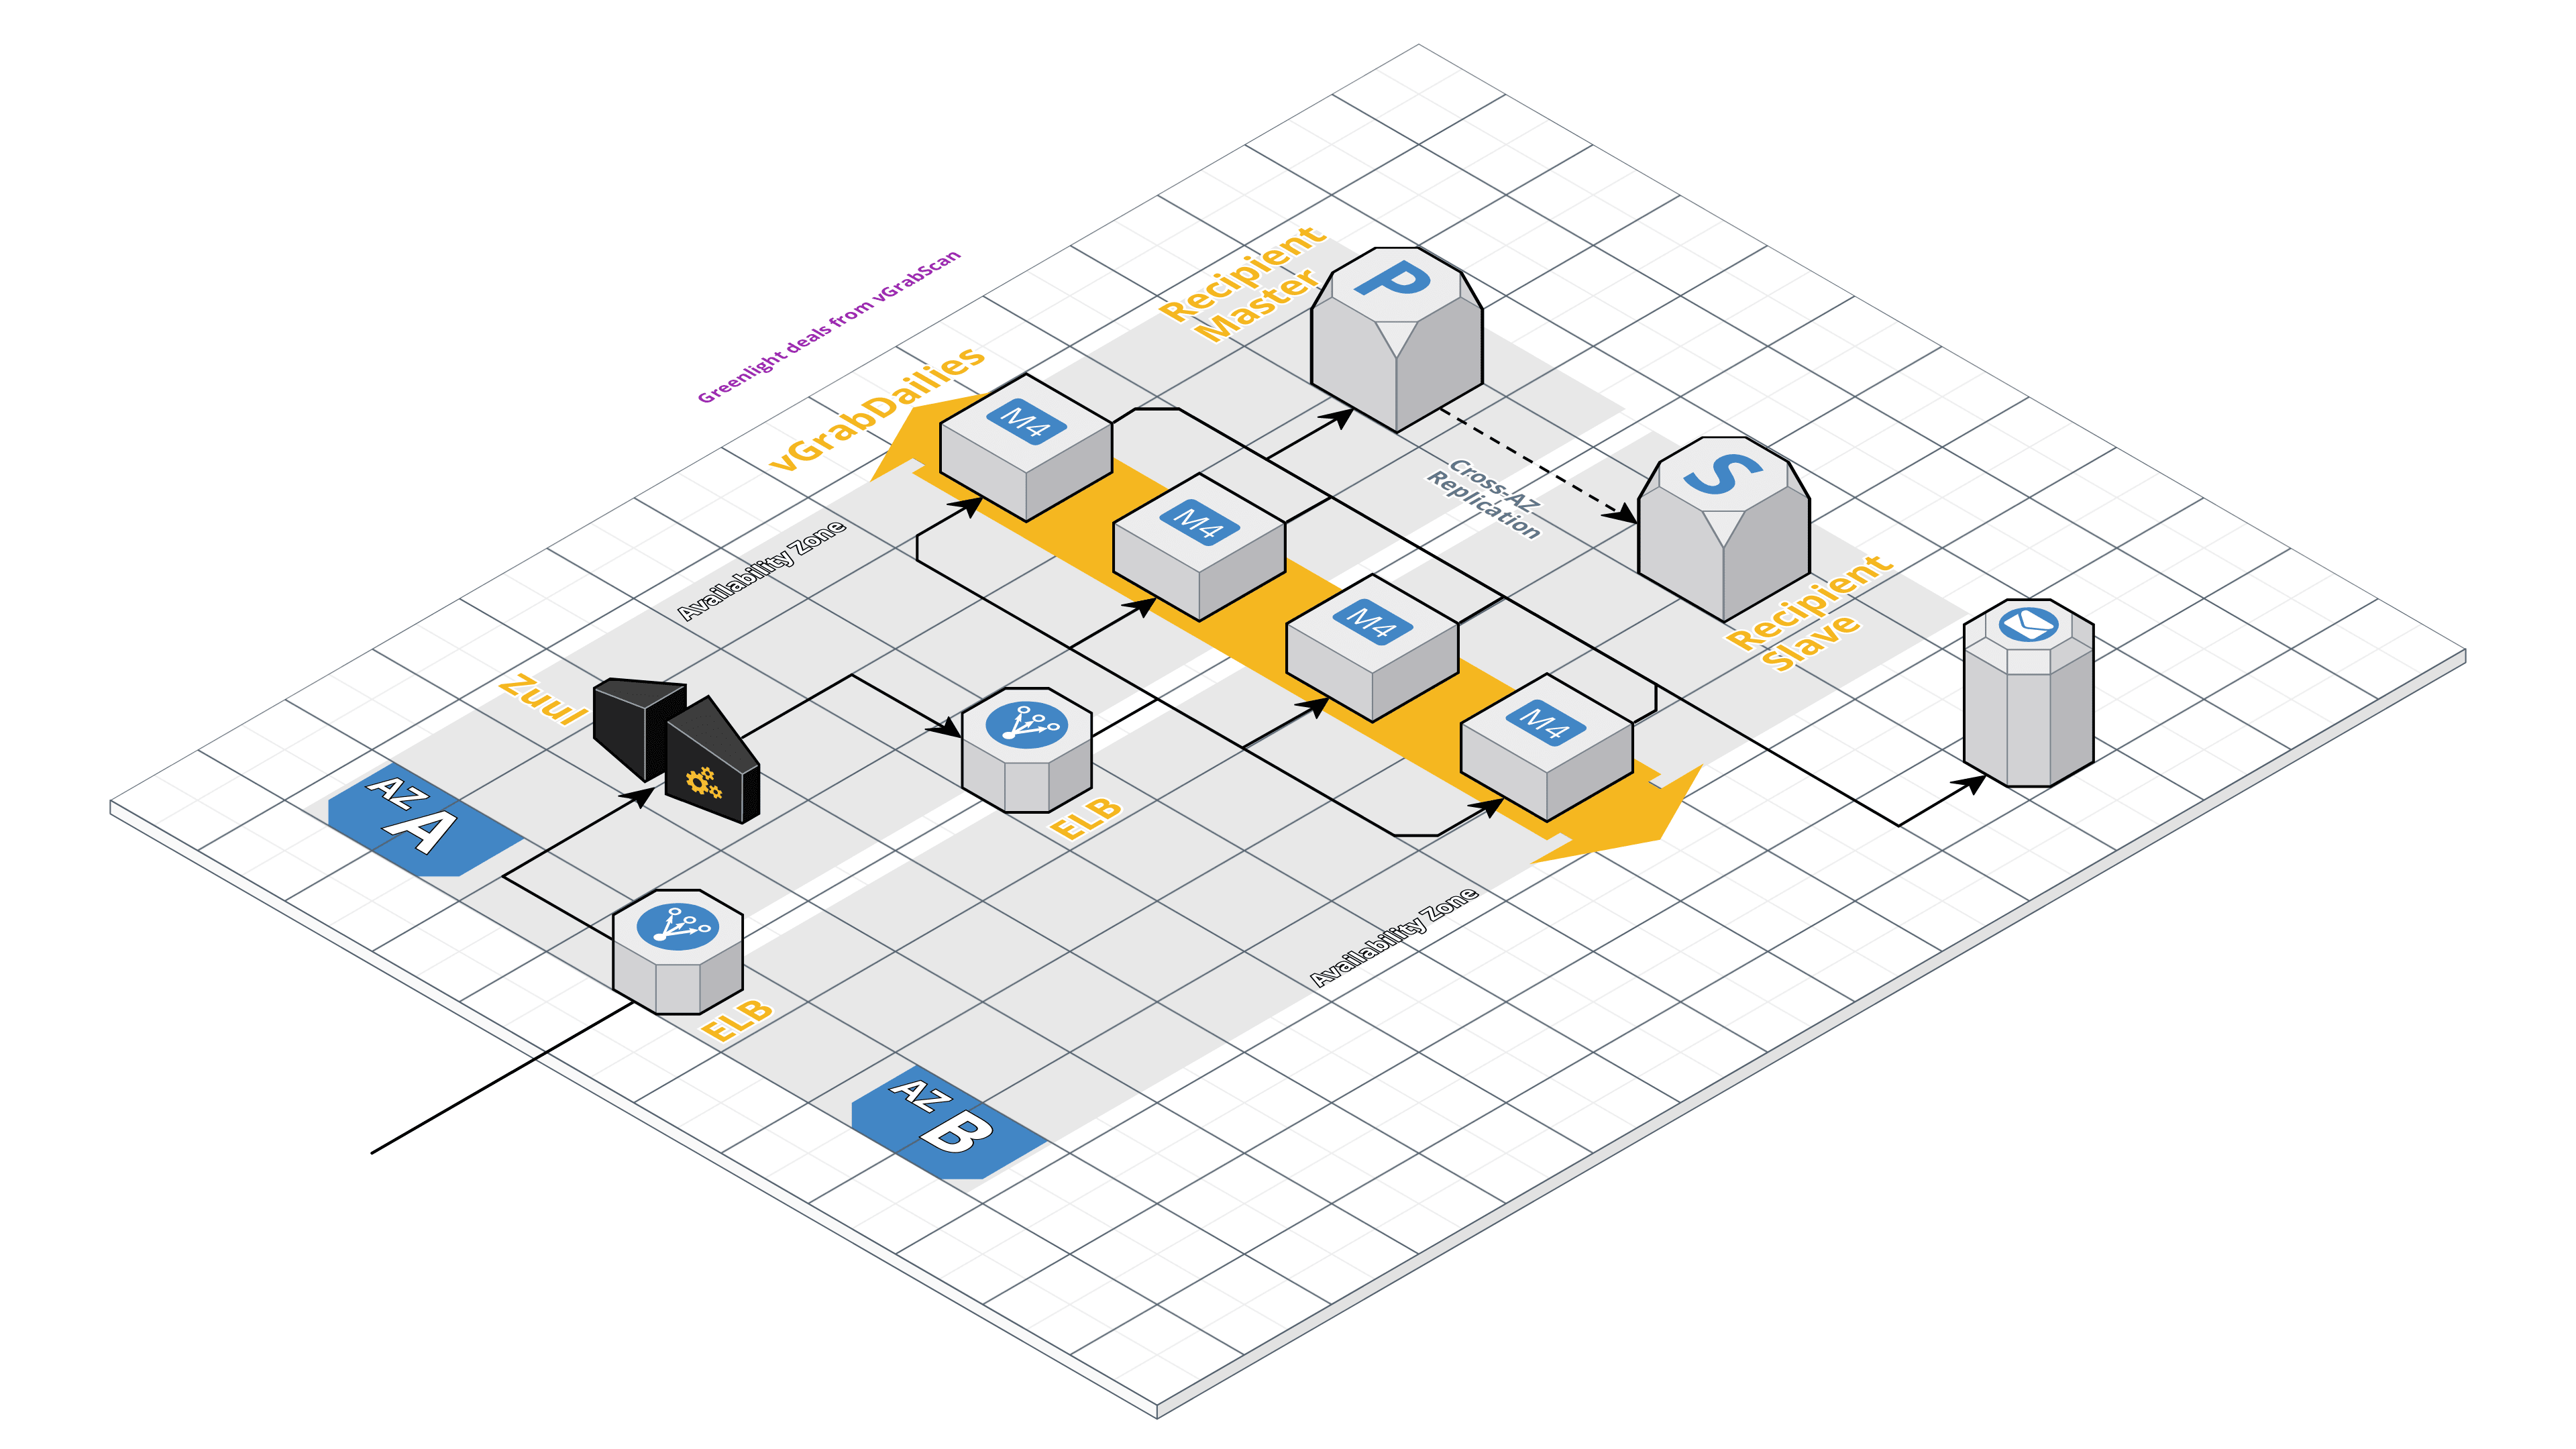 Greenlight deals from vGrabScan
Recipient
Master
P
vGrabDailies
M4
M4
M4
M4
Cross-AZ
Replication
S
Recipient
Slave
Availability Zone
Zuul
ELB
AZ
A
ELB
Availability Zone
AZ
B